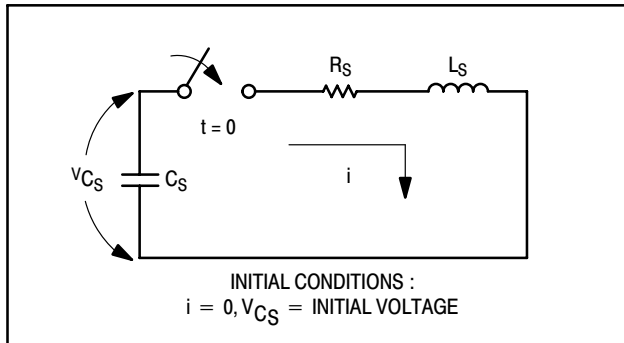 RS
LS
t = 0
VCS
CS
i
INITIAL CONDITIONS :
i = 0, VCS = INITIAL VOLTAGE